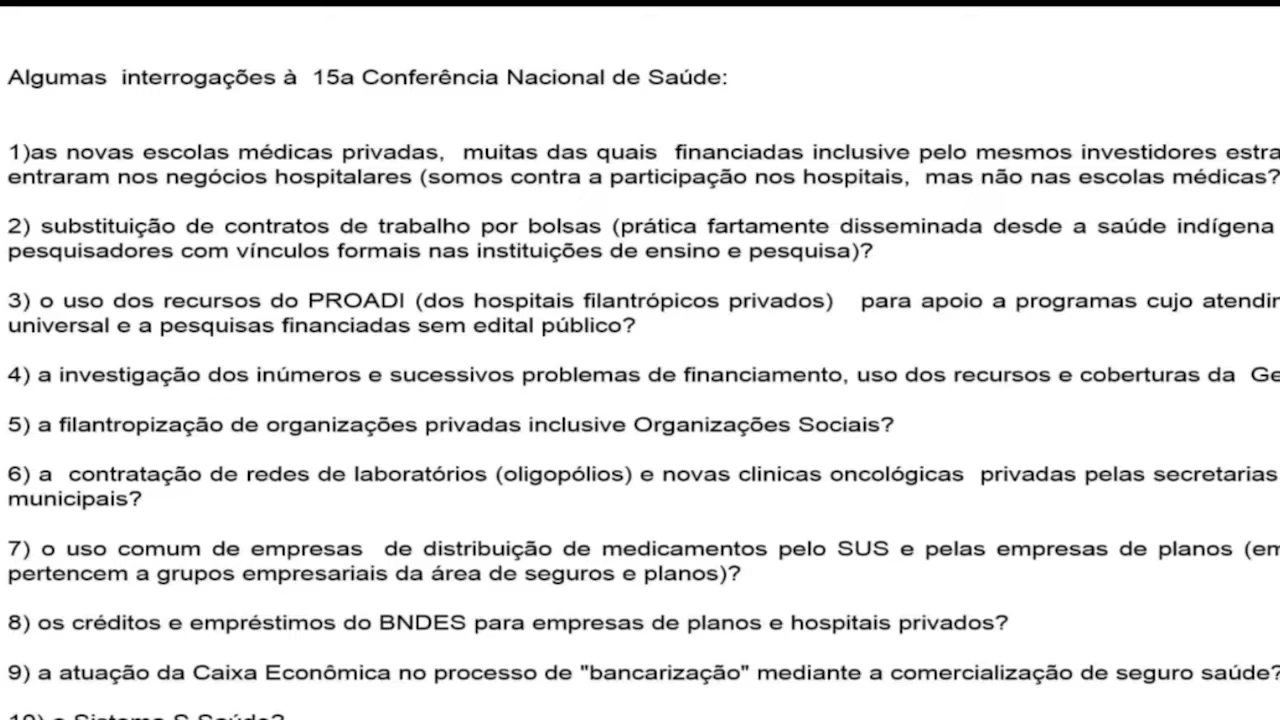 Algumas interrogações à 15a Conferência Nacional de Saúde:
1)as novas escolas médicas privadas, muitas das quais financiadas inclusive pelo mesmos investidores
entraram nos negócios hospitalares (somos contra a participação nos hospitais, mas não nas escolas médicas?
2) substituição de contratos de trabalho por bolsas (prática fartamente disseminada desde a saúde indígena
pesquisadores com vínculos formais nas instituições de ensino e pesquisa)?
3) o uso dos recursos do PROADI (dos hospitais filantrópicos privados) para apoio a programas cujo
universal e a pesquisas financiadas sem edital público?
4) a investigação dos inúmeros e sucessivos problemas de financiamento, uso dos recursos e coberturas da
5) a filantropização de organizações privadas inclusive Organizações Sociais?
6) a contratação de redes de laboratórios (oligopólios) e novas clinicas oncológicas privadas pelas secretarias
municipais?
7) o uso comum de empresas de distribuição de medicamentos pelo SUS e pelas empresas de planos
pertencem a grupos empresariais da área de seguros e planos)?
8) os créditos e empréstimos do BNDES para empresas de planos e hospitais privados?
9) a atuação da Caixa Econômica no processo de "bancarização" mediante a comercialização de seguro saúde?
10) o Sistema S Saúde?